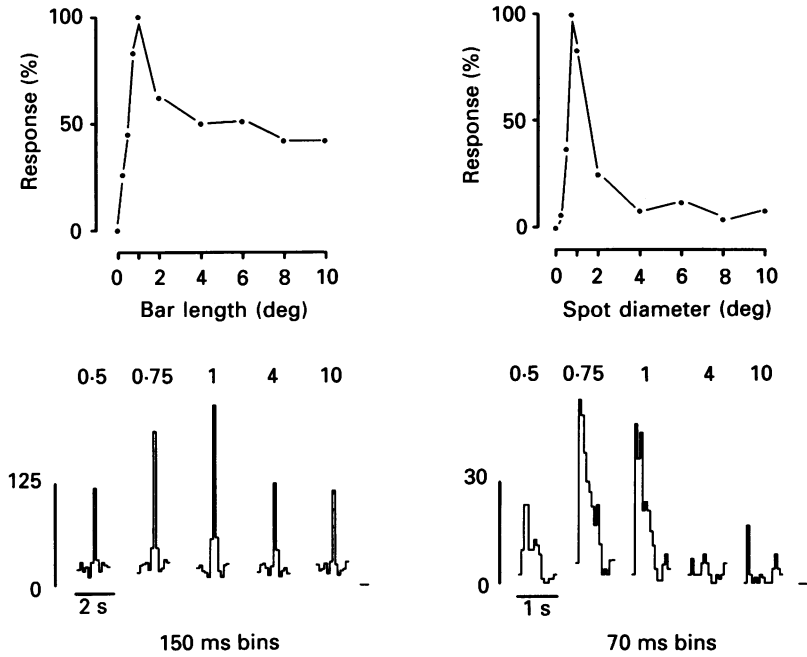 100
50
0
Response (%)
0 2 4 6 8 10
Bar length (deg)
100
50
0
Response (%)
0 2 4 6 8 10
Spot diameter (deg)
0·5 0·75 1 4 10
125
0
2 s
150 ms bins
0·5 0·75 1 4 10
30
0
1 s
70 ms bins